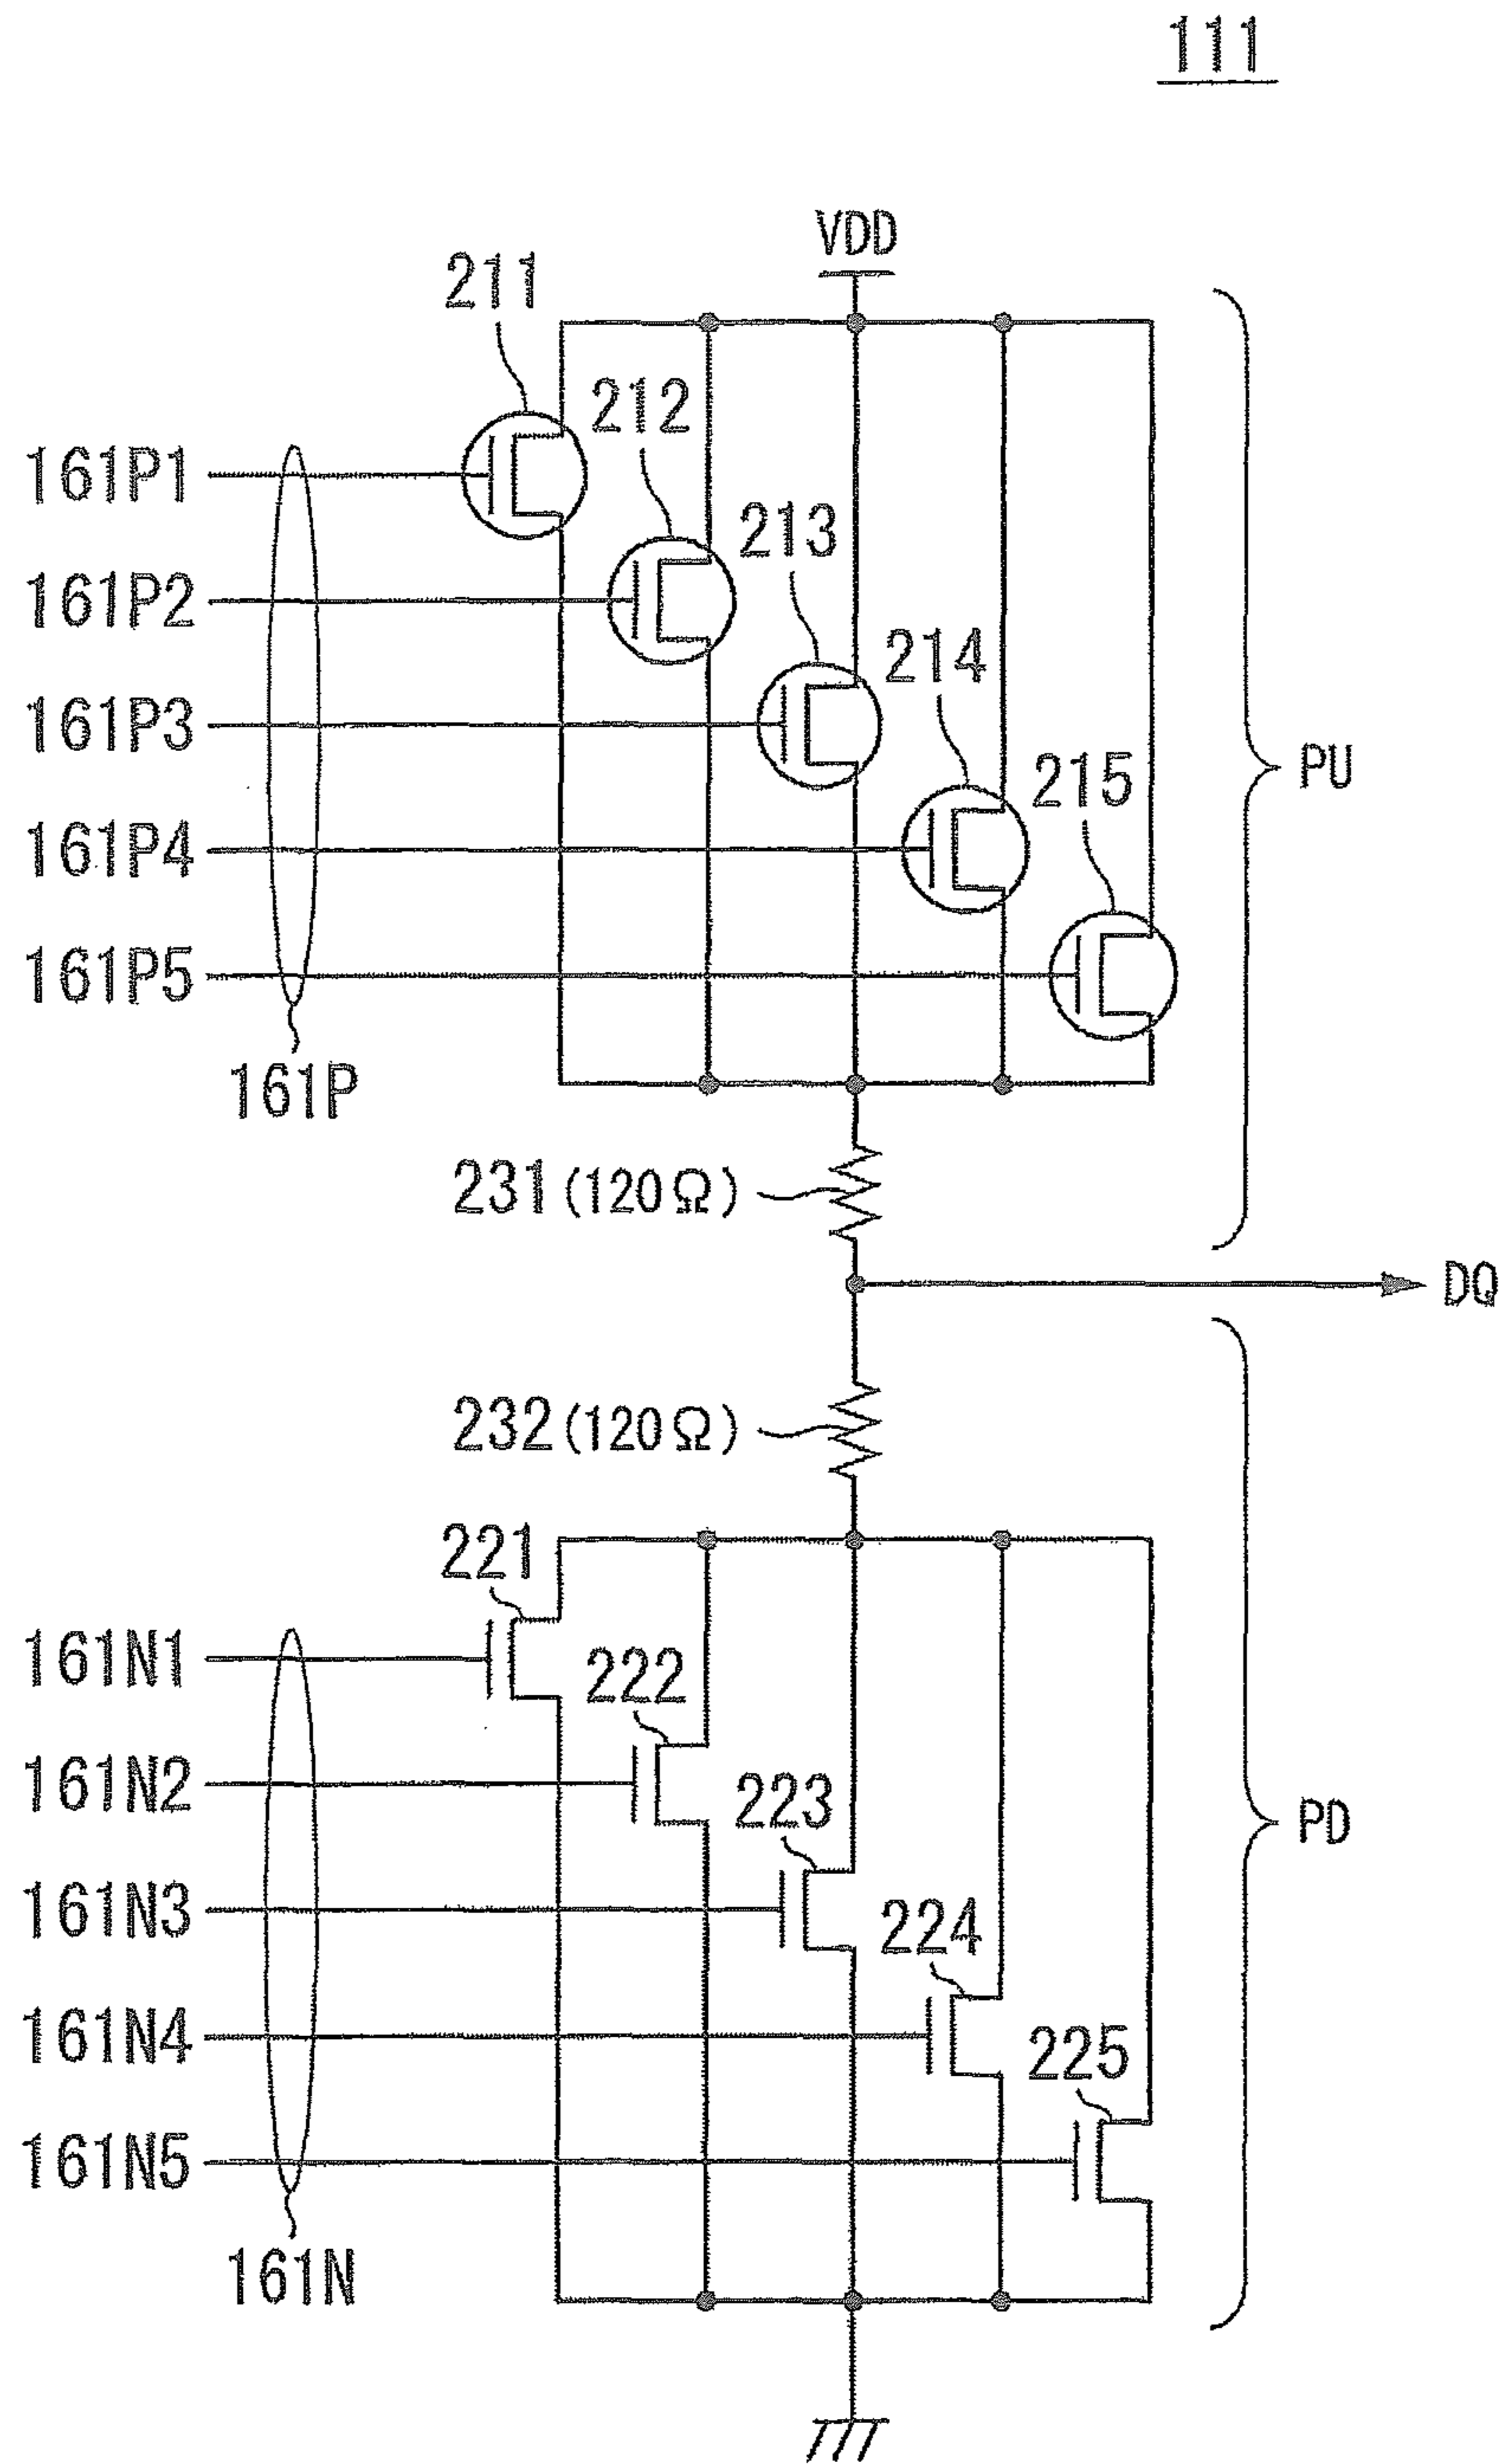 111
VDD
211
212
161P1
213
161P2
214
161P3
215
PU
161P4
161P5
161P
231(120Ω)
DQ
232(120Ω)
221
161N1
222
161N2
223
PD
161N3
224
161N4
225
161N5
161N